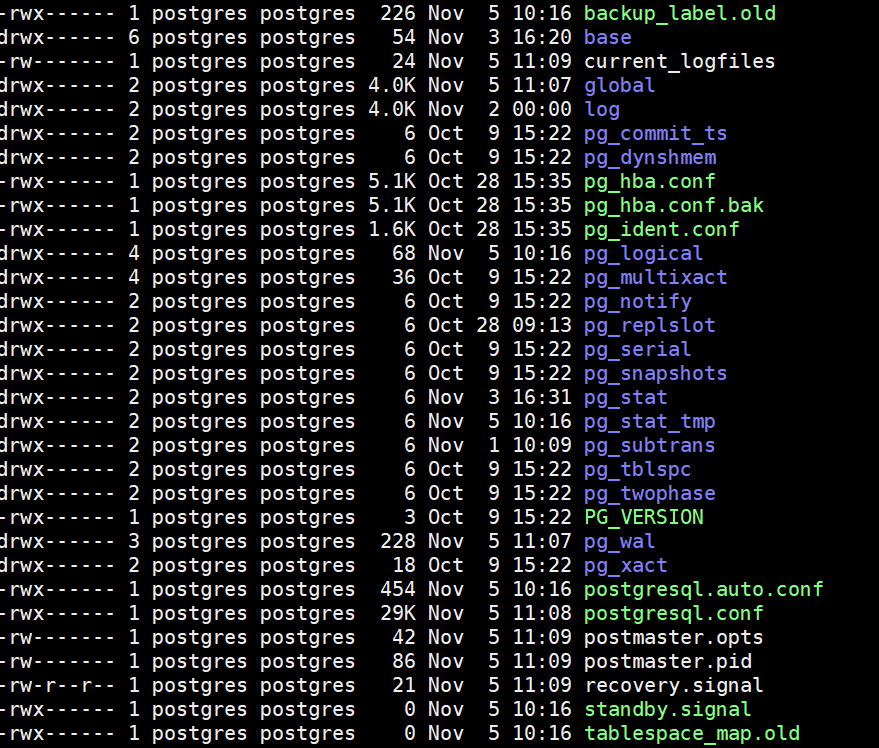 -rwx------ 1 postgres postgres  226 Nov  5 10:16 backup_label.old
drwx------ 6 postgres postgres   54 Nov  3 16:20 base
-rw------- 1 postgres postgres   24 Nov  5 11:09 current_logfiles
drwx------ 2 postgres postgres 4.0K Nov  5 11:07 global
drwx------ 2 postgres postgres 4.0K Nov  2 00:00 log
drwx------ 2 postgres postgres    6 Oct  9 15:22 pg_commit_ts
drwx------ 2 postgres postgres    6 Oct  9 15:22 pg_dynshmem
-rwx------ 1 postgres postgres 5.1K Oct 28 15:35 pg_hba.conf
-rwx------ 1 postgres postgres 5.1K Oct 28 15:35 pg_hba.conf.bak
-rwx------ 1 postgres postgres 1.6K Oct 28 15:35 pg_ident.conf
drwx------ 4 postgres postgres   68 Nov  5 10:16 pg_logical
drwx------ 4 postgres postgres   36 Oct  9 15:22 pg_multixact
drwx------ 2 postgres postgres    6 Oct  9 15:22 pg_notify
drwx------ 2 postgres postgres    6 Oct 28 09:13 pg_replslot
drwx------ 2 postgres postgres    6 Oct  9 15:22 pg_serial
drwx------ 2 postgres postgres    6 Oct  9 15:22 pg_snapshots
drwx------ 2 postgres postgres    6 Nov  3 16:31 pg_stat
drwx------ 2 postgres postgres    6 Nov  5 10:16 pg_stat_tmp
drwx------ 2 postgres postgres    6 Nov  1 10:09 pg_subtrans
drwx------ 2 postgres postgres    6 Oct  9 15:22 pg_tblspc
drwx------ 2 postgres postgres    6 Oct  9 15:22 pg_twophase
-rwx------ 1 postgres postgres    3 Oct  9 15:22 PG_VERSION
drwx------ 3 postgres postgres  228 Nov  5 11:07 pg_wal
drwx------ 2 postgres postgres   18 Oct  9 15:22 pg_xact
-rwx------ 1 postgres postgres  454 Nov  5 10:16 postgresql.auto.conf
-rwx------ 1 postgres postgres  29K Nov  5 11:08 postgresql.conf
-rw------- 1 postgres postgres   42 Nov  5 11:09 postmaster.opts
-rw------- 1 postgres postgres   86 Nov  5 11:09 postmaster.pid
-rw-r--r-- 1 postgres postgres   21 Nov  5 11:09 recovery.signal
-rwx------ 1 postgres postgres    0 Nov  5 10:16 standby.signal
-rwx------ 1 postgres postgres    0 Nov  5 10:16 tablespace_map.old